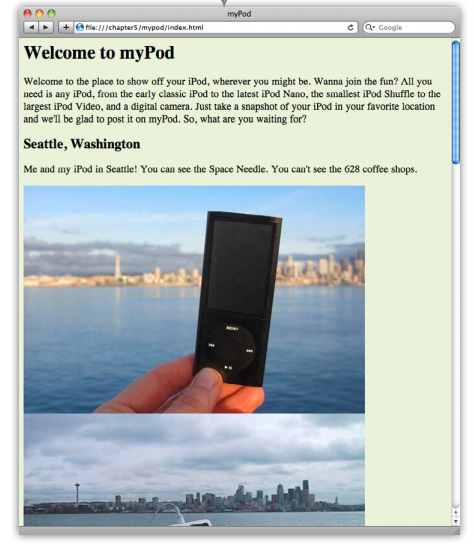 myPod
file:///chapter5/mypod/index.html
Google
Welcome to myPod
Welcome to the place to show off your iPod, wherever you might be. Wanna join the fun? All you
need is any iPod, from the early classic iPod to the latest iPod Nano, the smallest iPod Shuffle to the
largest iPod Video, and a digital camera. Just take a snapshot of your iPod in your favorite location
and we'll be glad to post it on myPod. So, what are you waiting for?
Seattle, Washington
Me and my iPod in Seattle! You can see the Space Needle. You can't see the 628 coffee shops.
MENU